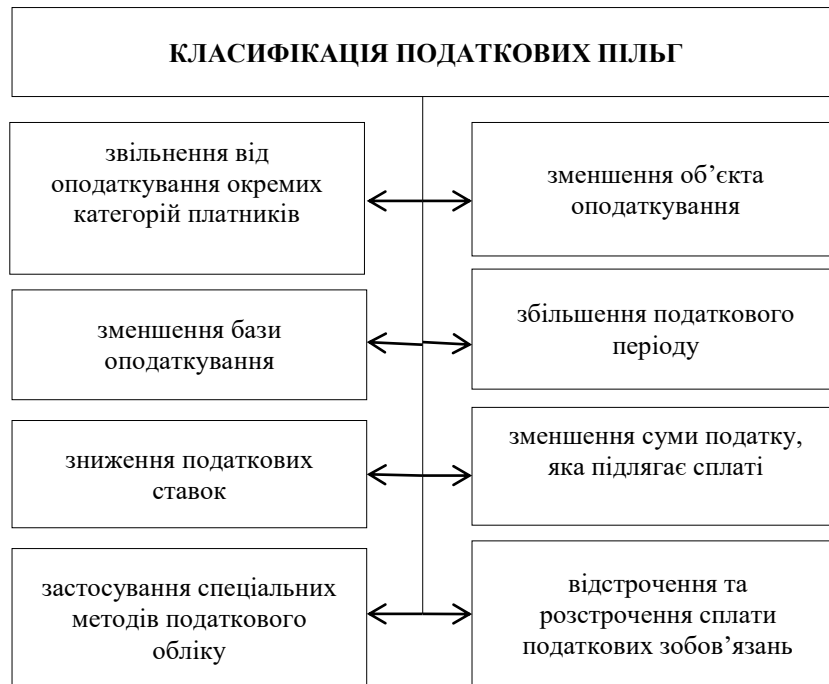 КЛАСИФІКАЦІЯ ПОДАТКОВИХ ПІЛЬГ
звільнення від
оподаткування окремих
категорій платників
зменшення об’єкта
оподаткування
зменшення бази
оподаткування
збільшення податкового
періоду
зниження податкових
ставок
зменшення суми податку,
яка підлягає сплаті
застосування спеціальних
методів податкового
обліку
відстрочення та
розстрочення сплати
податкових зобов’язань